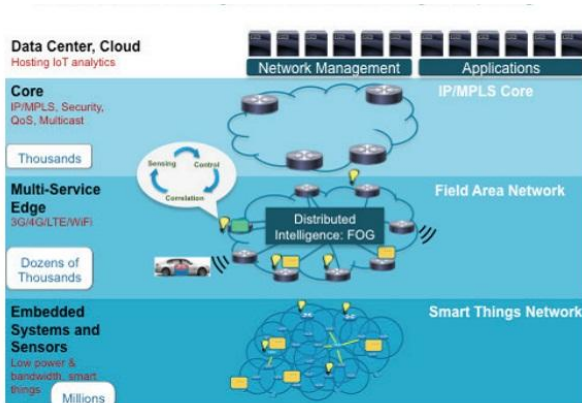 Data Center, Cloud
Hosting IoT analytics
Network Management
Applications
Core
IP/MPLS, Security,
QoS, Multicast
IP/MPLS Core
Thousands
Sensing
Control
Correlation
Multi-Service
Edge
3G/4G/LTE/WiFi
Field Area Network
Distributed
Intelligence: FOG
Dozens of
Thousands
Embedded
Systems and
Sensors
Low power &
bandwidth, smart
things
Smart Things Network
Millions